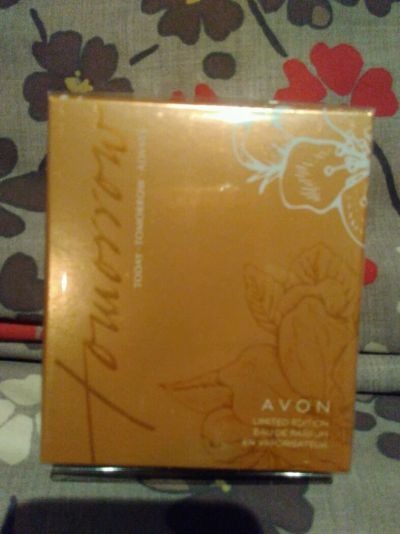 tomorrow
TODAY TOMORROW ALWAYS
AVON
LIMITED EDITION
EAU DE PARFUM
EN VAPORISATEUR